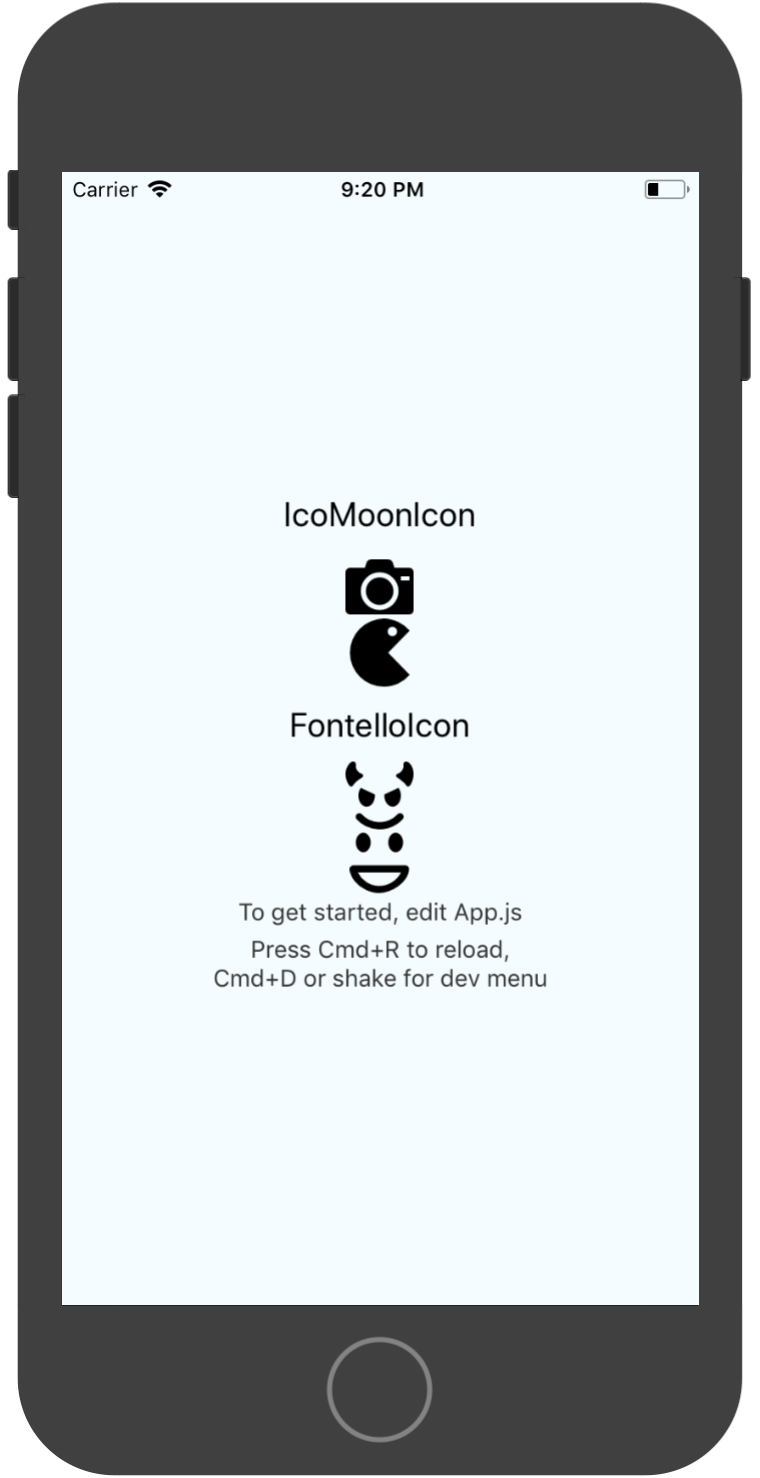 Carrier
9:20 PM
IcoMoonIcon
FontelloIcon
To get started, edit App.js
Press Cmd+R to reload,
Cmd+D or shake for dev menu